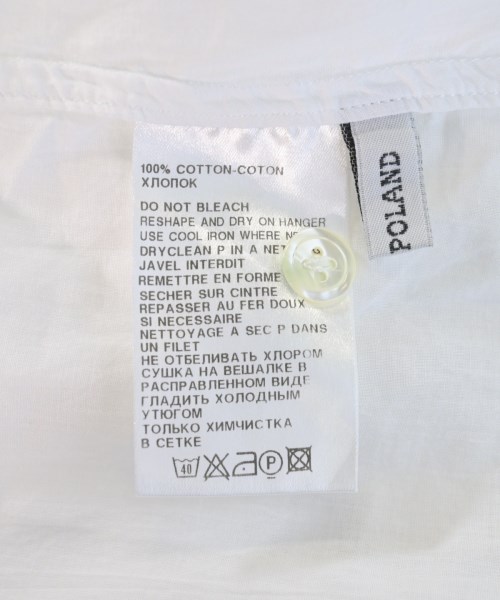 100% COTTON-COTON
ХЛОПОК
DO NOT BLEACH
RESHAPE AND DRY ON HANGER
USE COOL IRON WHERE
DRYCLEAN P IN A NET
JAVEL INTERDIT
REMETTRE EN FORME
SECHER SUR CINTRE
REPASSER AU FER DOUX
SI NECESSAIRE
NETTOYAGE A SEC P DANS
UN FILET
НЕ ОТБЕЛИВАТЬ ХЛОРОМ
СУШКА НА ВЕШАЛКЕ В
РАСПРАВЛЕННОМ ВИДЕ
ГЛАДИТЬ ХОЛОДНЫМ
УТЮГОМ
ТОЛЬКО ХИМЧИСТКА
В СЕТКЕ
40 P
POLAND